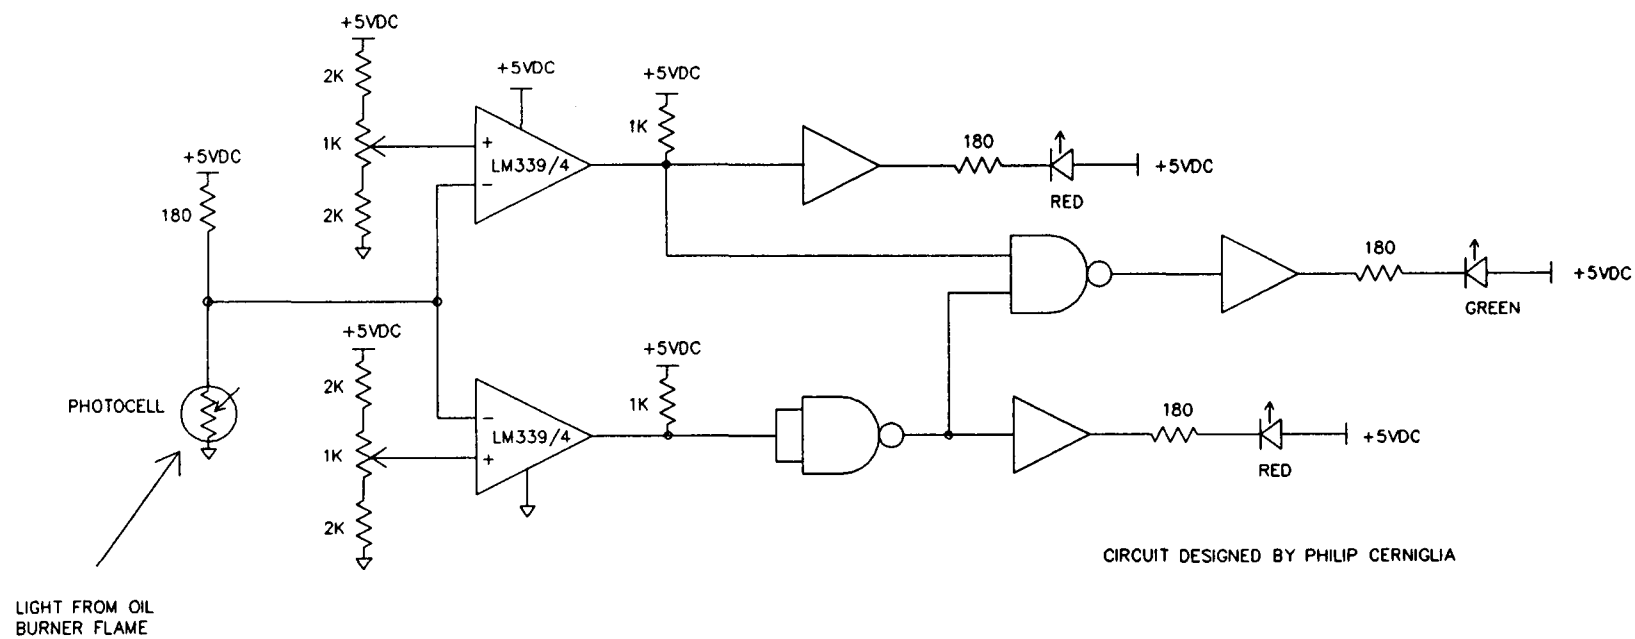 +5VDC
2K
1K
2K
+5VDC
180
+5VDC
+
LM339/4
−
+5VDC
1K
180
RED
+5VDC
180
GREEN
+5VDC
PHOTOCELL
+5VDC
2K
1K
2K
−
LM339/4
+
+5VDC
1K
180
RED
+5VDC
LIGHT FROM OIL
BURNER FLAME
CIRCUIT DESIGNED BY PHILIP CERNIGLIA